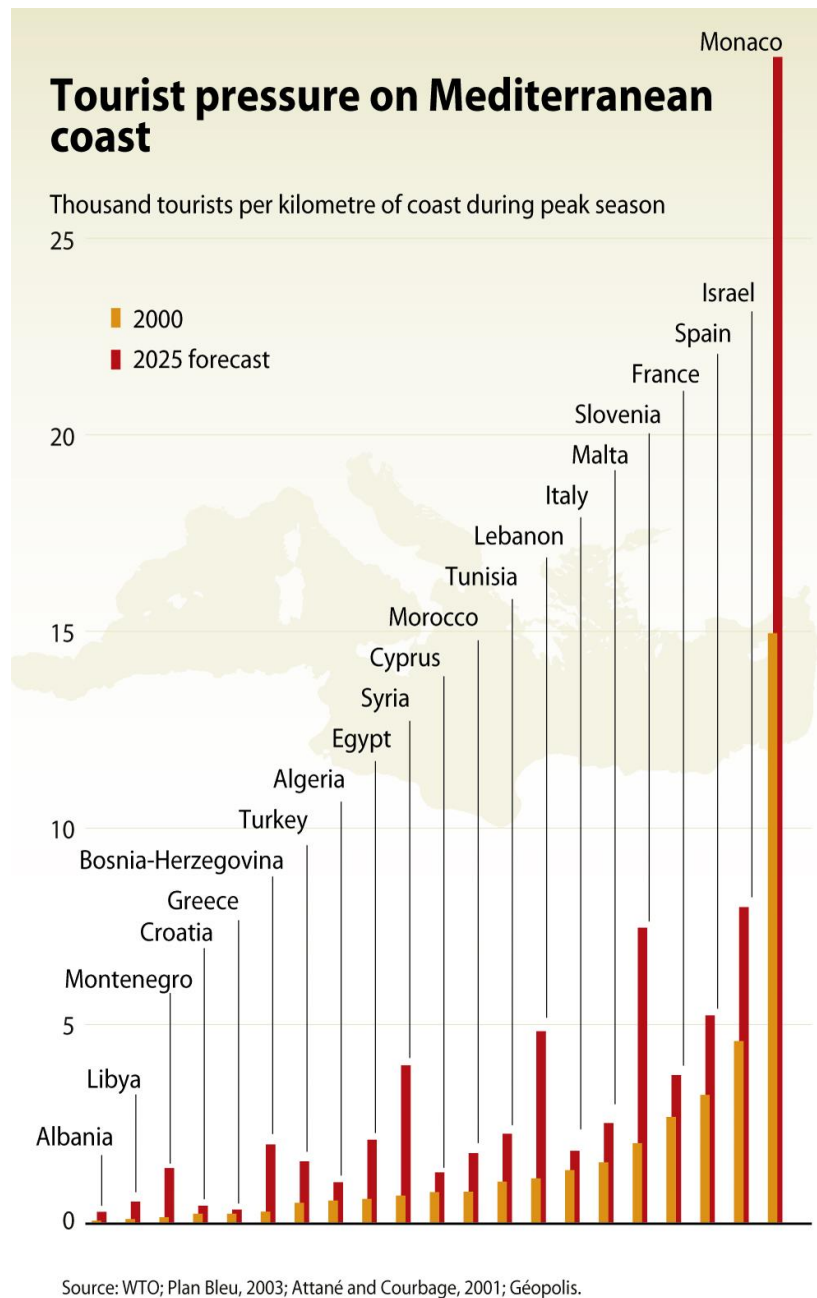 Monaco
Tourist pressure on Mediterranean
coast
Thousand tourists per kilometre of coast during peak season
25
Israel
2000
Spain
2025 forecast
France
Slovenia
20
Malta
Italy
Lebanon
Tunisia
Morocco
15
Cyprus
Syria
Egypt
Algeria
Turkey
10
Bosnia-Herzegovina
Greece
Croatia
Montenegro
5
Libya
Albania
0
Source: WTO; Plan Bleu, 2003; Attané and Courbage, 2001; Géopolis.